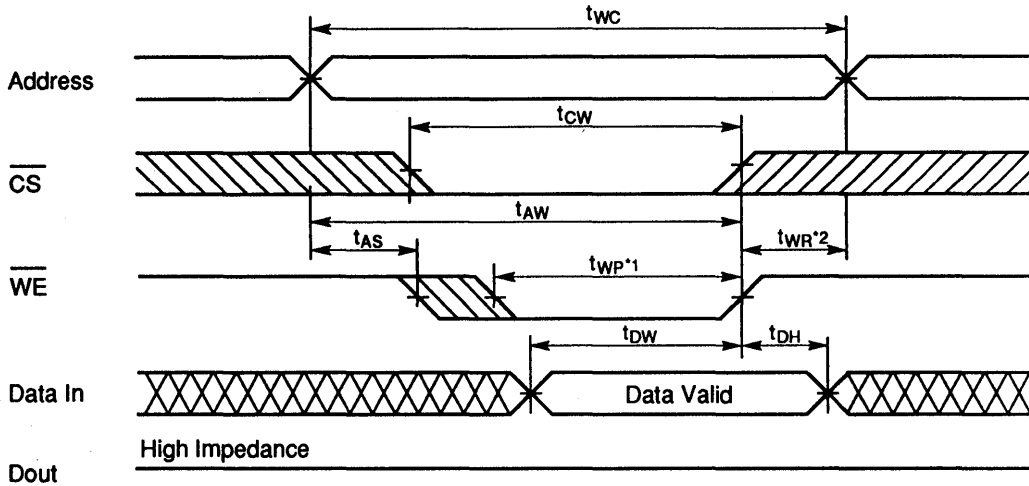 tWC
Address
tCW
CS
tAW
tAS
tWR*2
tWP*1
WE
tDW
tDH
Data In
Data Valid
High Impedance
Dout